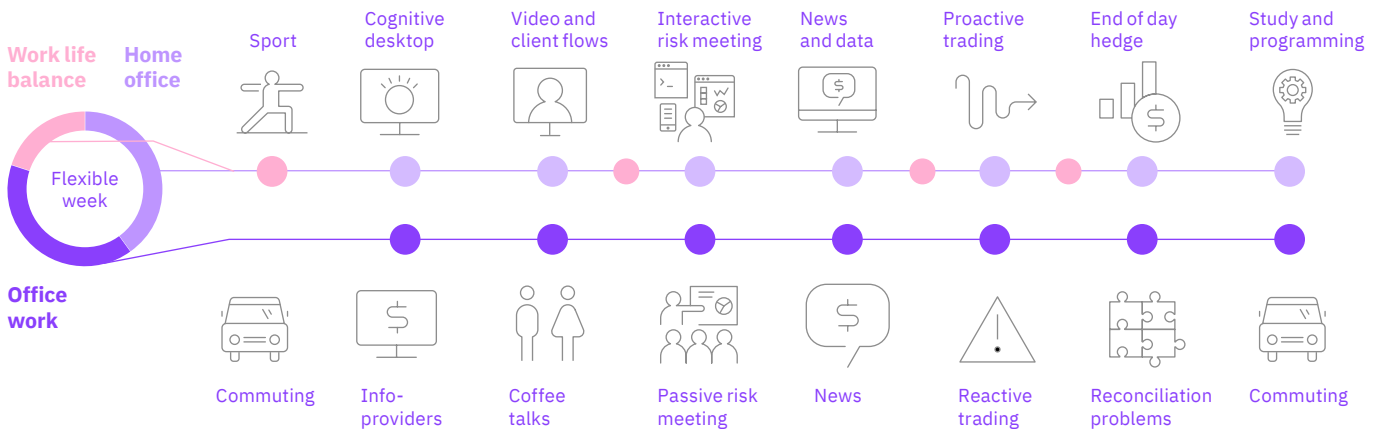 Work life
balance
Home
office
Flexible
week
Office
work
Sport
Cognitive
desktop
Video and
client flows
Interactive
risk meeting
News
and data
Proactive
trading
End of day
hedge
Study and
programming
Commuting
Info-
providers
Coffee
talks
Passive risk
meeting
News
Reactive
trading
Reconciliation
problems
Commuting